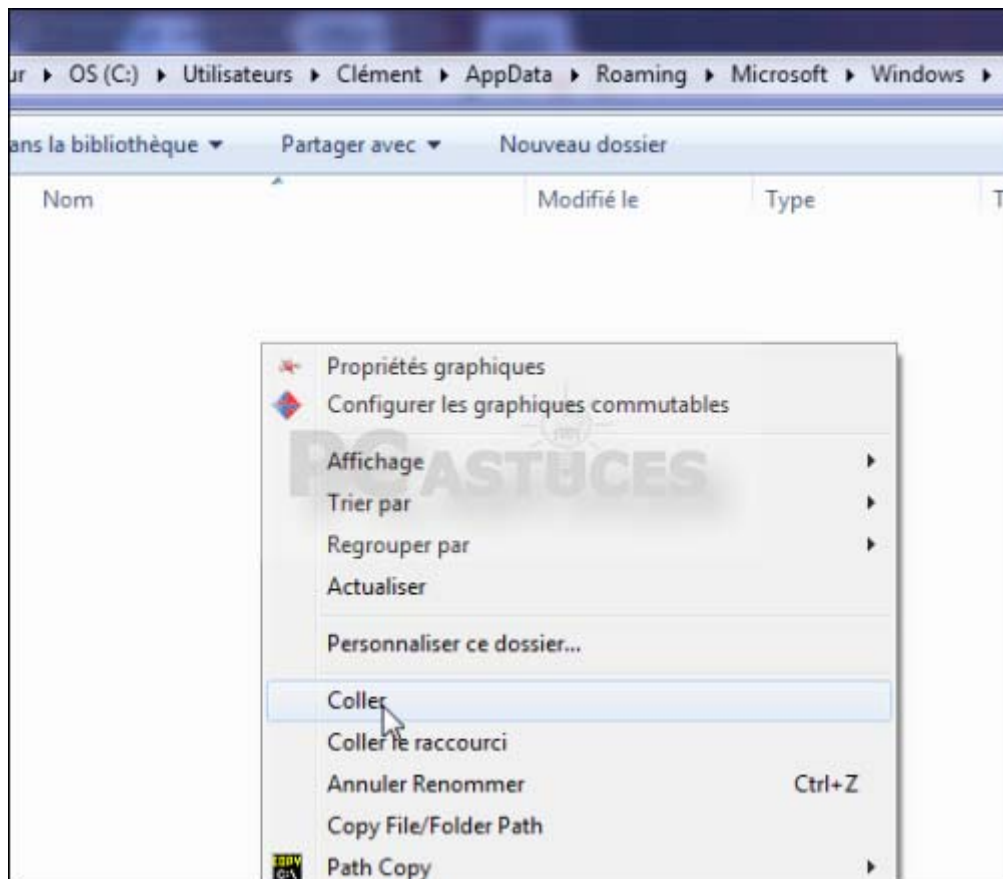 ur ▸ OS (C:) ▸ Utilisateurs ▸ Clément ▸ AppData ▸ Roaming ▸ Microsoft ▸ Windows ▸
ans la bibliothèque ▼ Partager avec ▼ Nouveau dossier
Nom Modifié le Type T
Propriétés graphiques
Configurer les graphiques commutables
PC ASTUCES
Affichage
Trier par
Regrouper par
Actualiser
Personnaliser ce dossier...
Coller
Coller le raccourci
Annuler Renommer Ctrl+Z
Copy File/Folder Path
COPY C:\ Path Copy